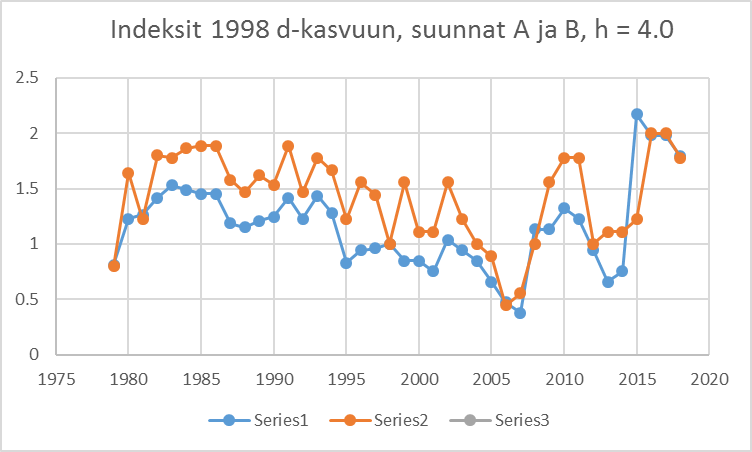 Indeksit 1998 d-kasvuun, suunnat A ja B, h = 4.0
2.5
2
1.5
1
0.5
0
1975 1980 1985 1990 1995 2000 2005 2010 2015 2020
Series1 Series2 Series3